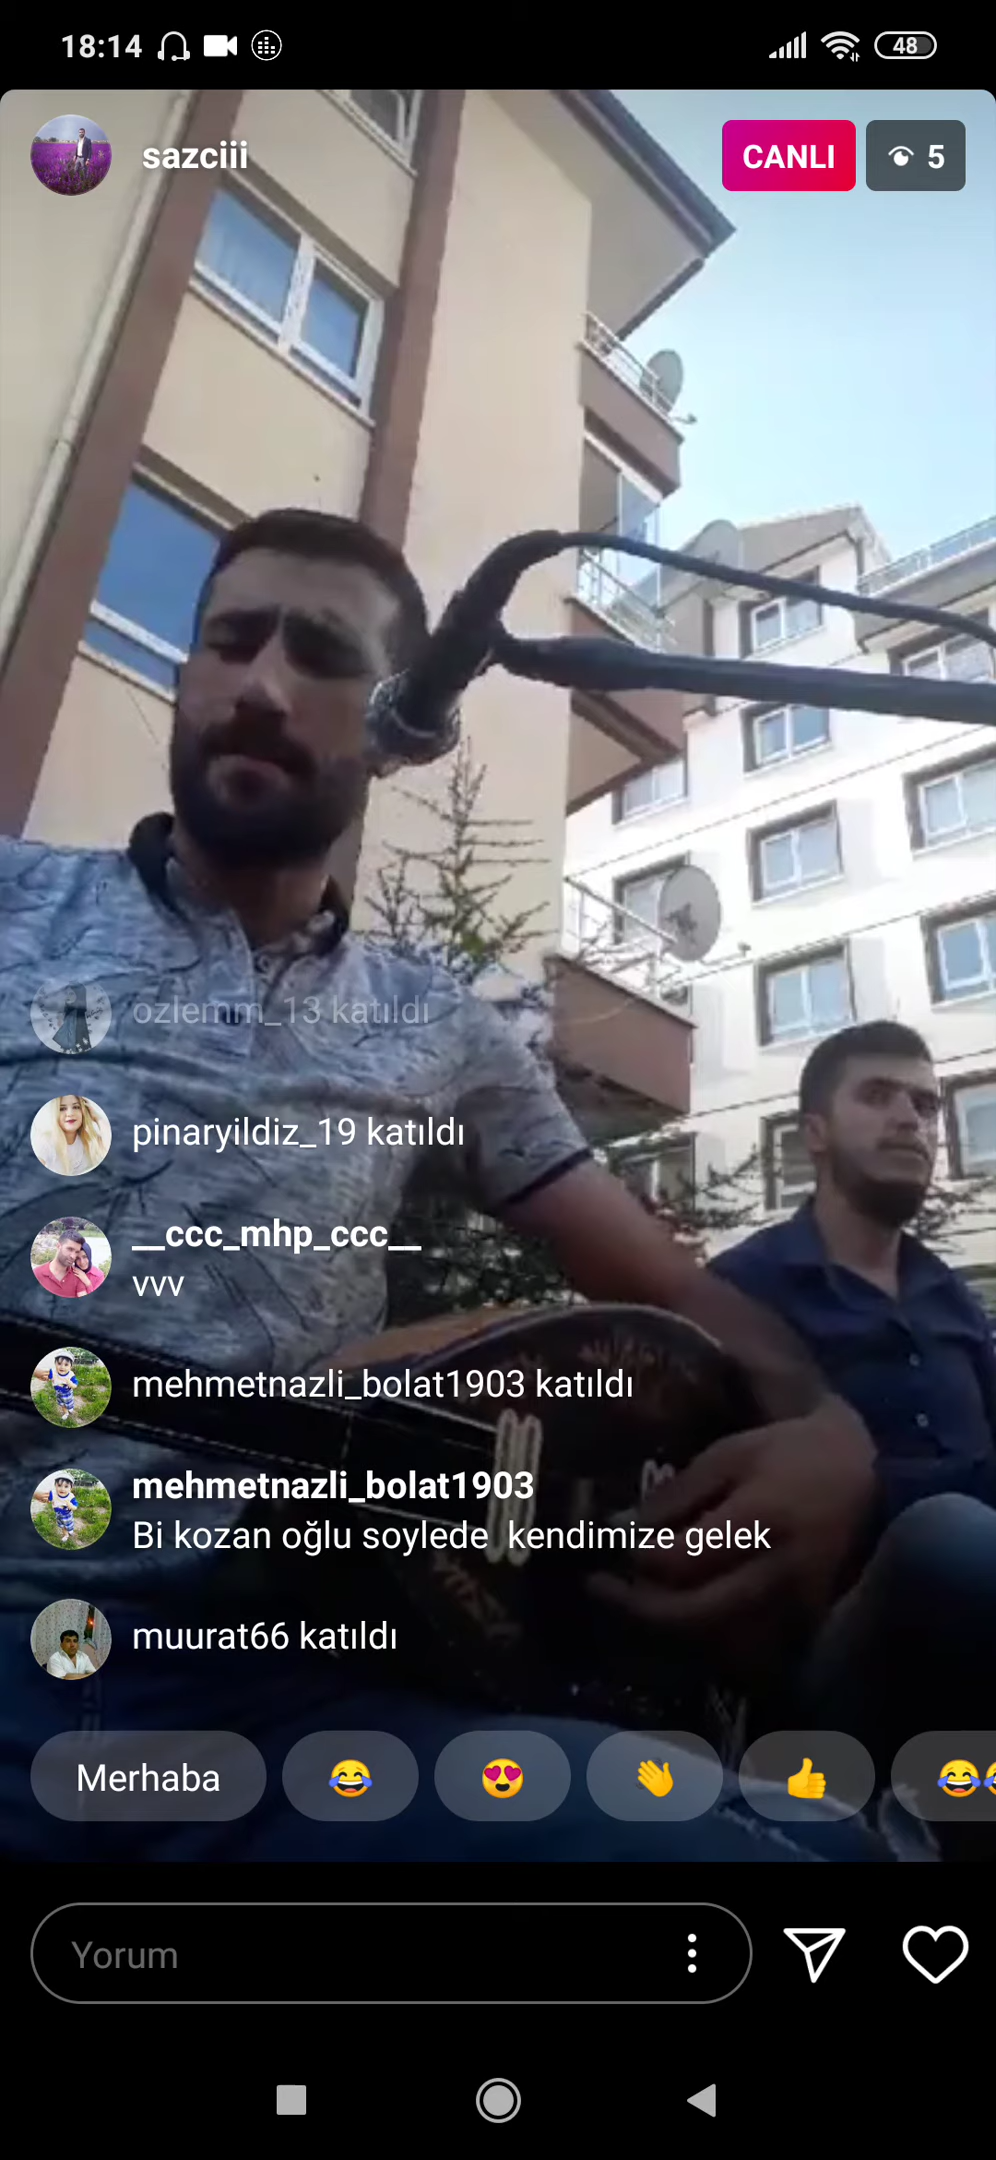 18:14
48
sazciii
CANLI
5
ozlemm_13 katıldı
pinaryildiz_19 katıldı
__ccc_mhp_ccc__
vvv
mehmetnazli_bolat1903 katıldı
mehmetnazli_bolat1903
Bi kozan oğlu soylede kendimize gelek
muurat66 katıldı
Merhaba
Yorum